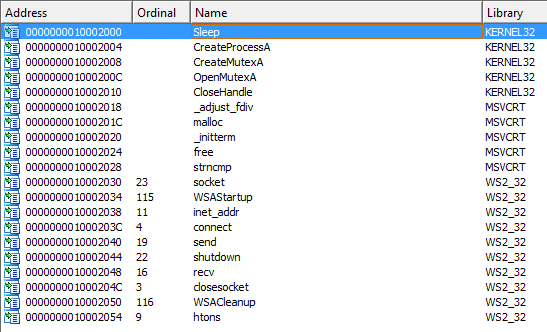 Address Ordinal Name Library
0000000010002000 Sleep KERNEL32
0000000010002004 CreateProcessA KERNEL32
0000000010002008 CreateMutexA KERNEL32
000000001000200C OpenMutexA KERNEL32
0000000010002010 CloseHandle KERNEL32
0000000010002018 _adjust_fdiv MSVCRT
000000001000201C malloc MSVCRT
0000000010002020 _initterm MSVCRT
0000000010002024 free MSVCRT
0000000010002028 strncmp MSVCRT
0000000010002030 23 socket WS2_32
0000000010002034 115 WSAStartup WS2_32
0000000010002038 11 inet_addr WS2_32
000000001000203C 4 connect WS2_32
0000000010002040 19 send WS2_32
0000000010002044 22 shutdown WS2_32
0000000010002048 16 recv WS2_32
000000001000204C 3 closesocket WS2_32
0000000010002050 116 WSACleanup WS2_32
0000000010002054 9 htons WS2_32